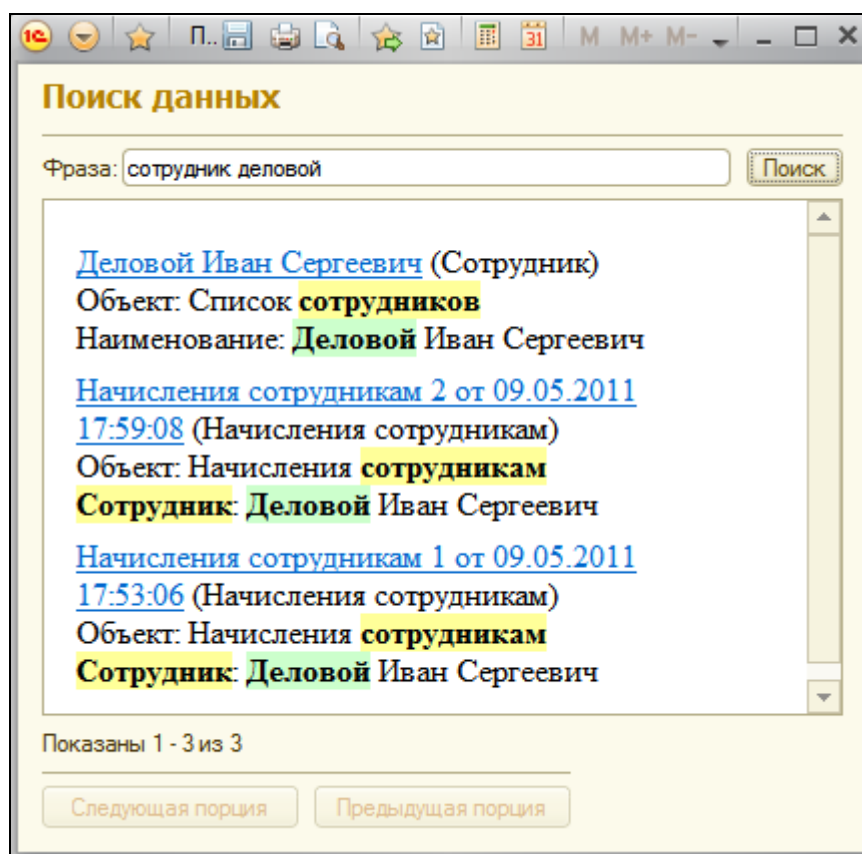 1С П.. 31 M M+ M-
Поиск данных
Фраза: сотрудник деловой Поиск
Деловой Иван Сергеевич (Сотрудник)
Объект: Список сотрудников
Наименование: Деловой Иван Сергеевич
Начисления сотрудникам 2 от 09.05.2011
17:59:08 (Начисления сотрудникам)
Объект: Начисления сотрудникам
Сотрудник: Деловой Иван Сергеевич
Начисления сотрудникам 1 от 09.05.2011
17:53:06 (Начисления сотрудникам)
Объект: Начисления сотрудникам
Сотрудник: Деловой Иван Сергеевич
Показаны 1 - 3 из 3
Следующая порция Предыдущая порция